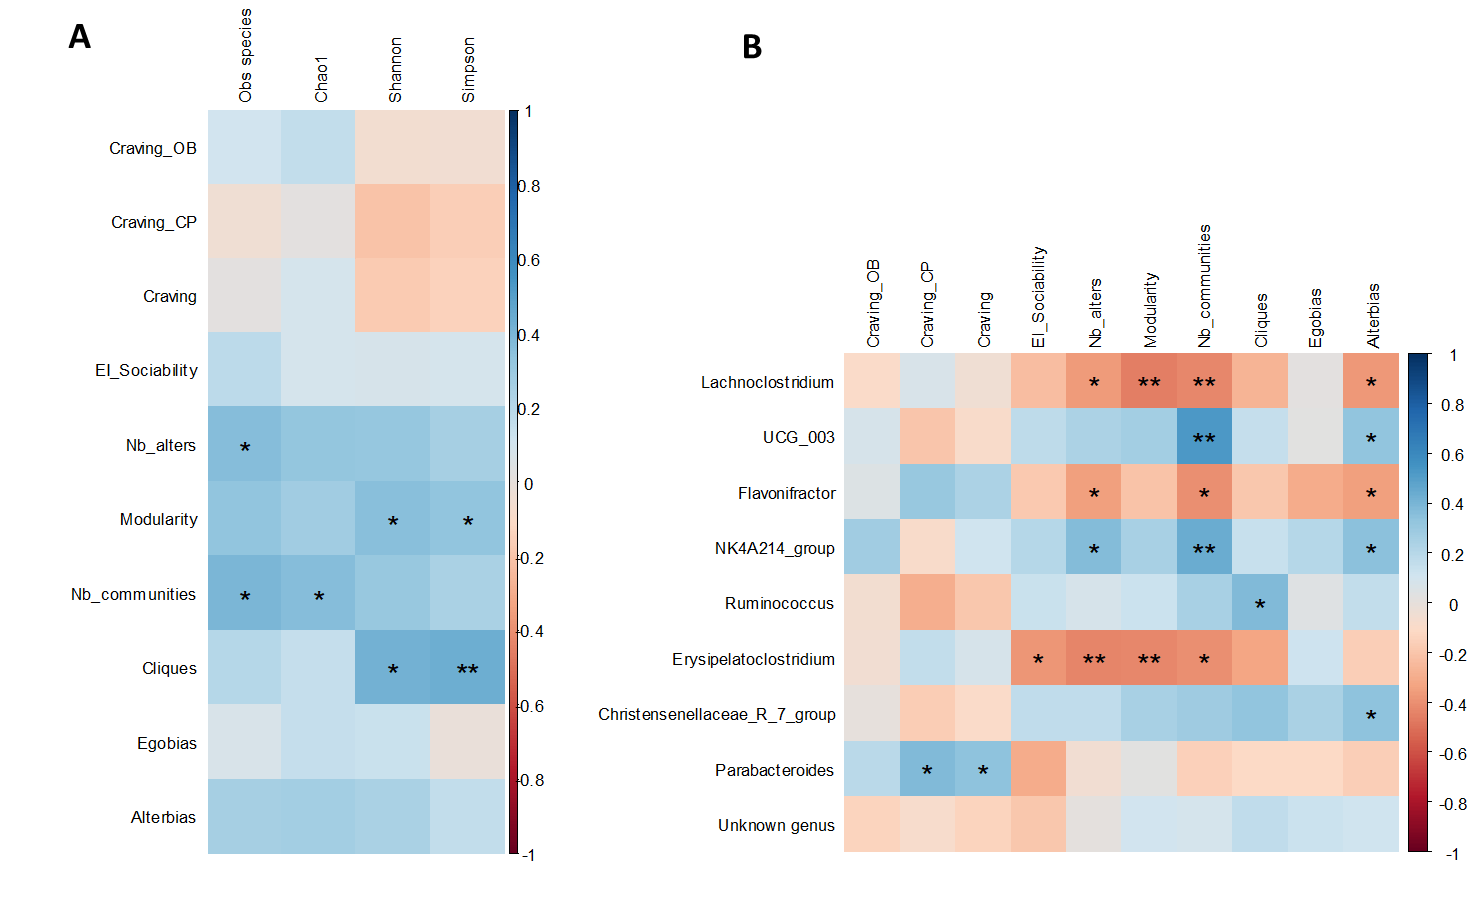 A
B
Obs species
Chao1
Shannon
Simpson
Craving_OB
Craving_CP
Craving
EI_Sociability
Nb_alters
*
Modularity
* *
Nb_communities
* *
Cliques
* **
Egobias
Alterbias
1
0.8
0.6
0.4
0.2
0
-0.2
-0.4
-0.6
-0.8
-1
Craving_OB
Craving_CP
Craving
EI_Sociability
Nb_alters
Modularity
Nb_communities
Cliques
Egobias
Alterbias
Lachnoclostridium
* ** ** *
UCG_003
** *
Flavonifractor
* * *
NK4A214_group
* ** *
Ruminococcus
*
Erysipelatoclostridium
* ** ** *
Christensenellaceae_R_7_group
*
Parabacteroides
* *
Unknown genus
1
0.8
0.6
0.4
0.2
0
-0.2
-0.4
-0.6
-0.8
-1